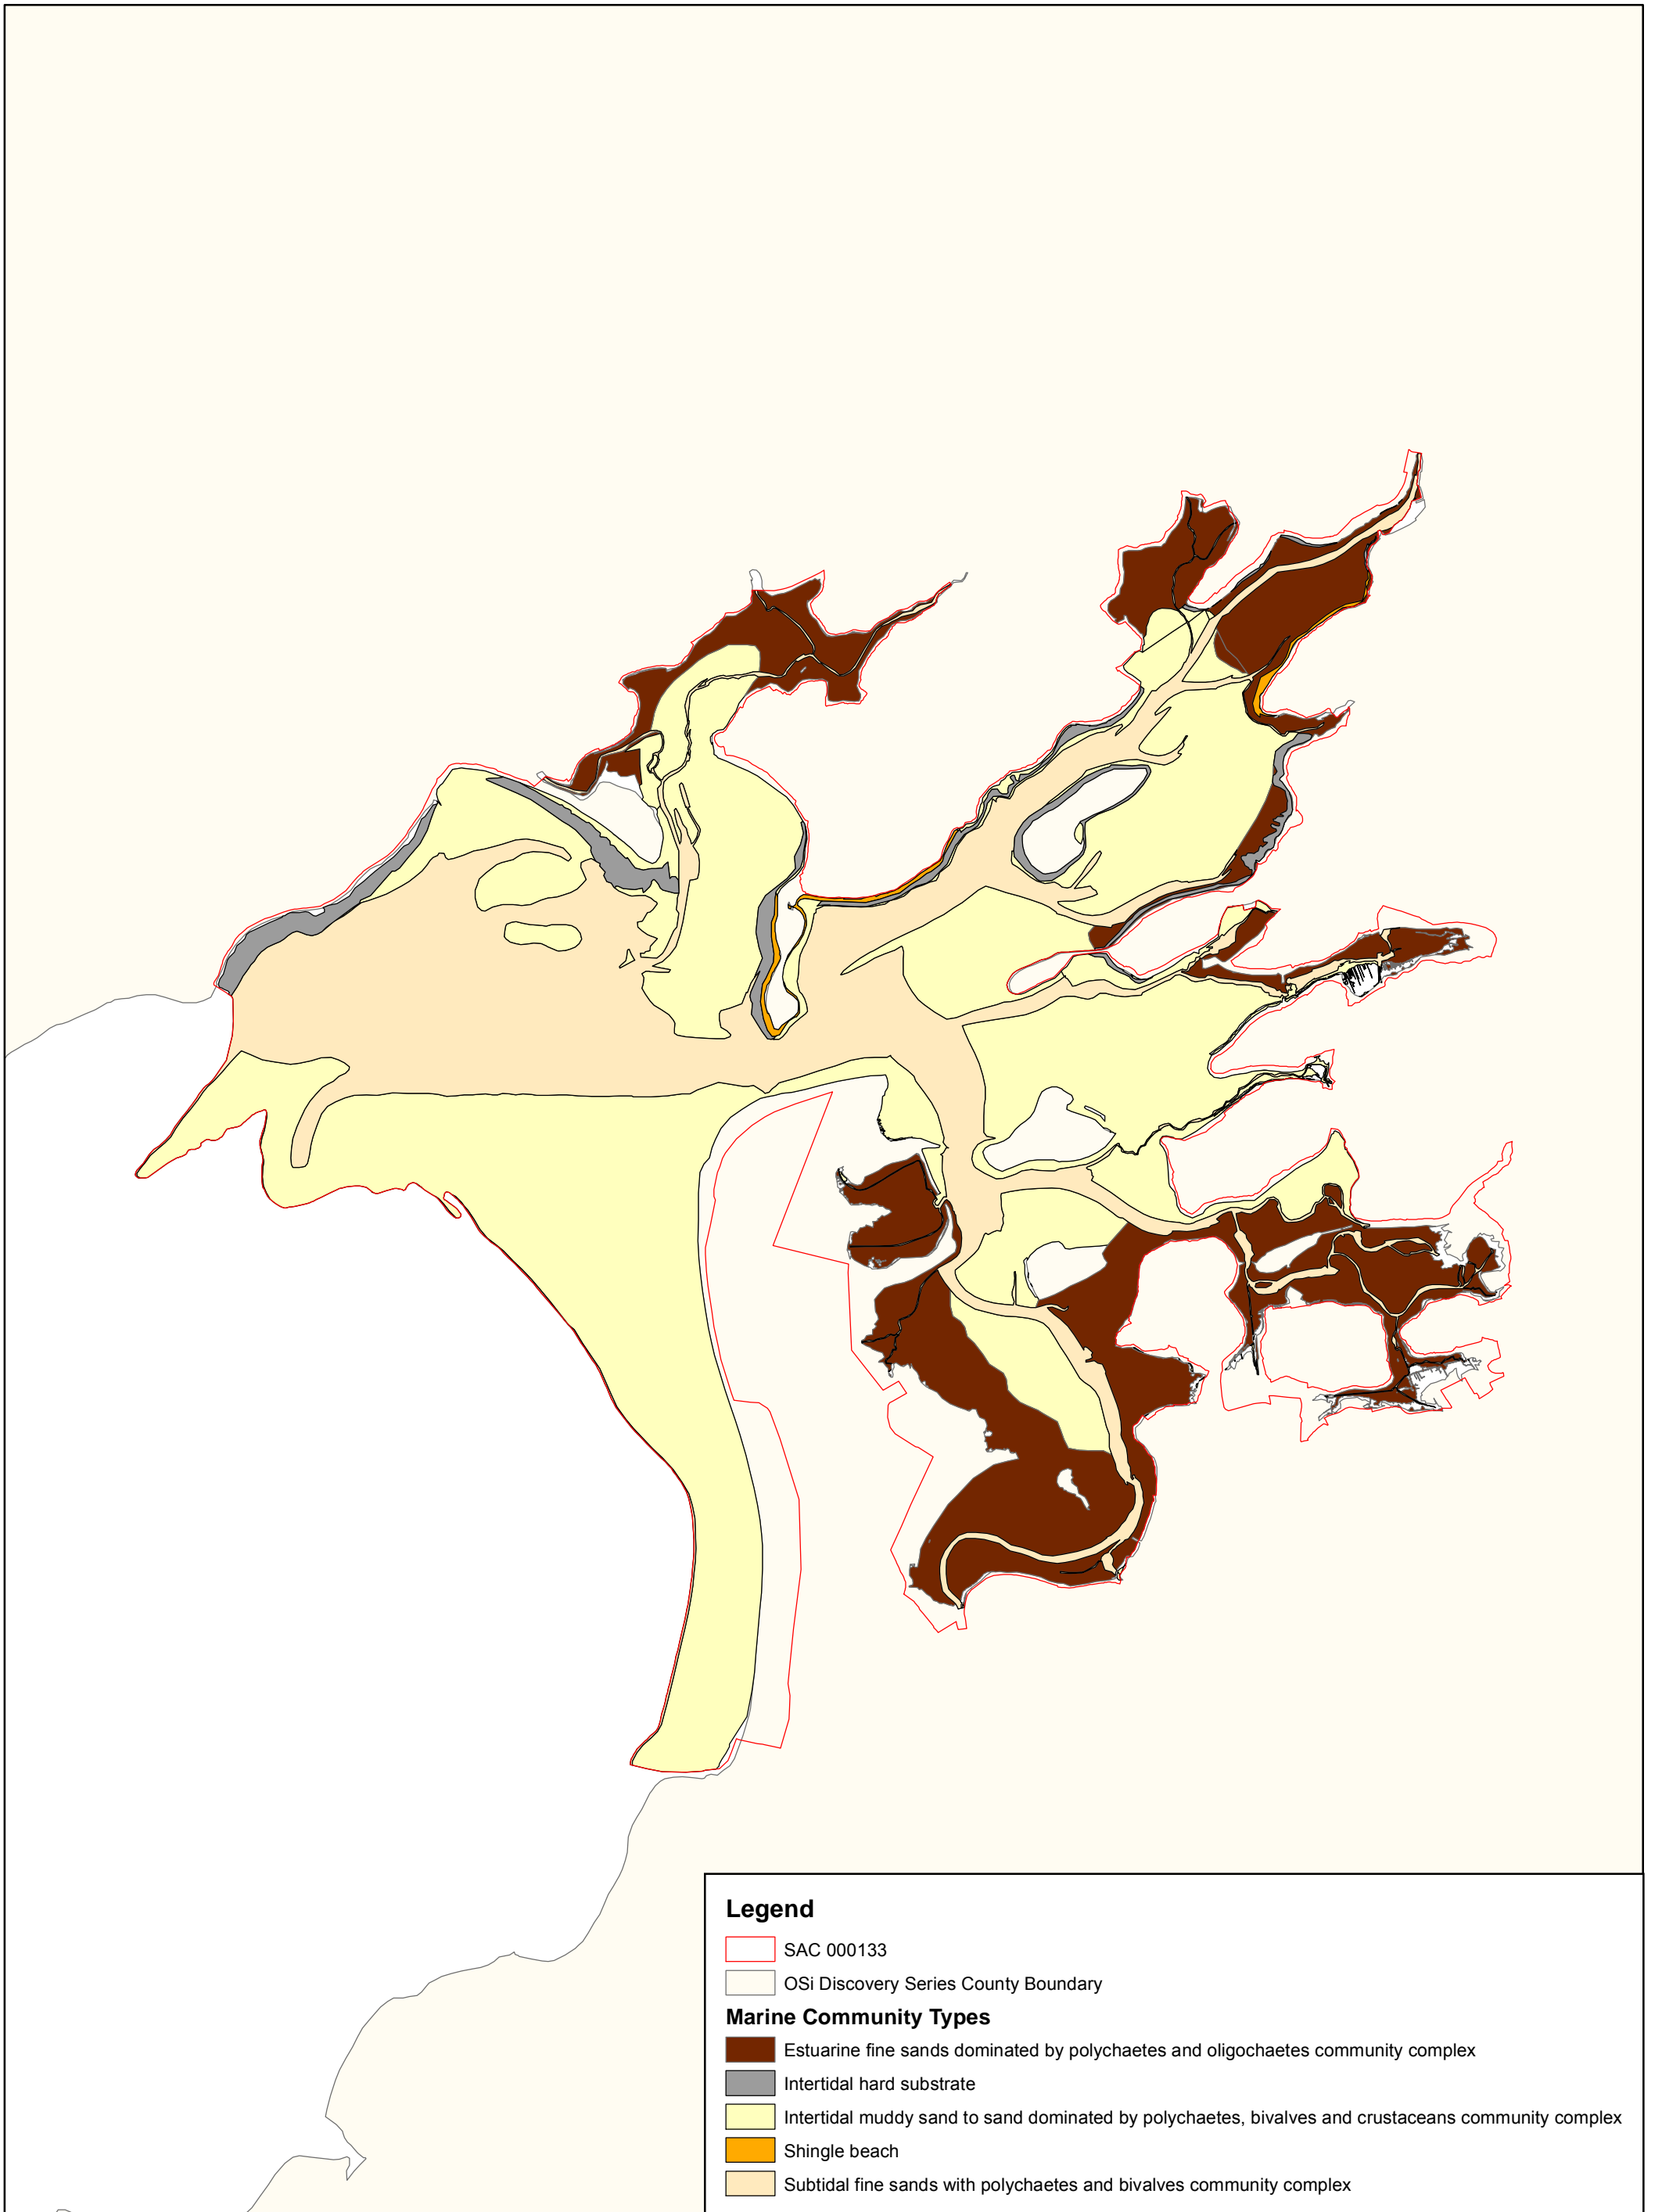 Legend
SAC 000133
OSi Discovery Series County Boundary
Marine Community Types
Estuarine fine sands dominated by polychaetes and oligochaetes community complex
Intertidal hard substrate
Intertidal muddy sand to sand dominated by polychaetes, bivalves and crustaceans community complex
Shingle beach
Subtidal fine sands with polychaetes and bivalves community complex